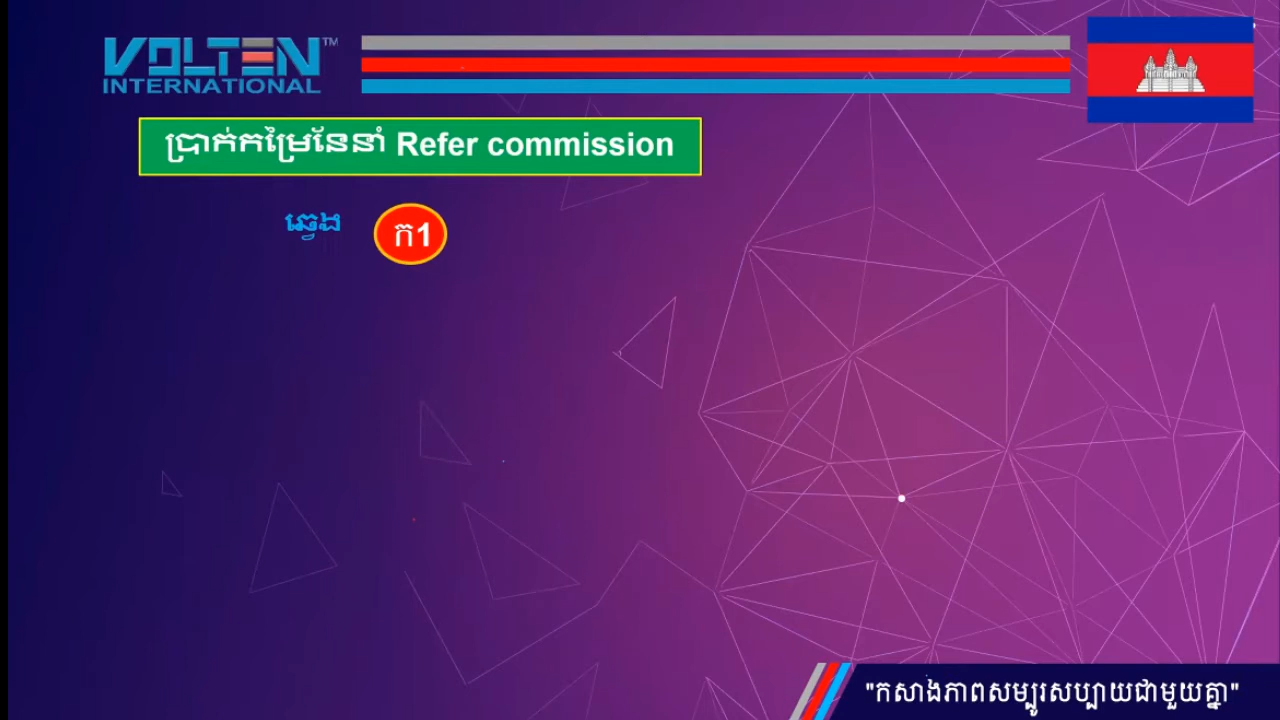 VOLTEN™
INTERNATIONAL
ប្រាក់កម្រៃនែនាំ Refer commission
ឆ្វេង
ក1
"កសាងភាពសម្បូរសប្បាយជាមួយគ្នា"